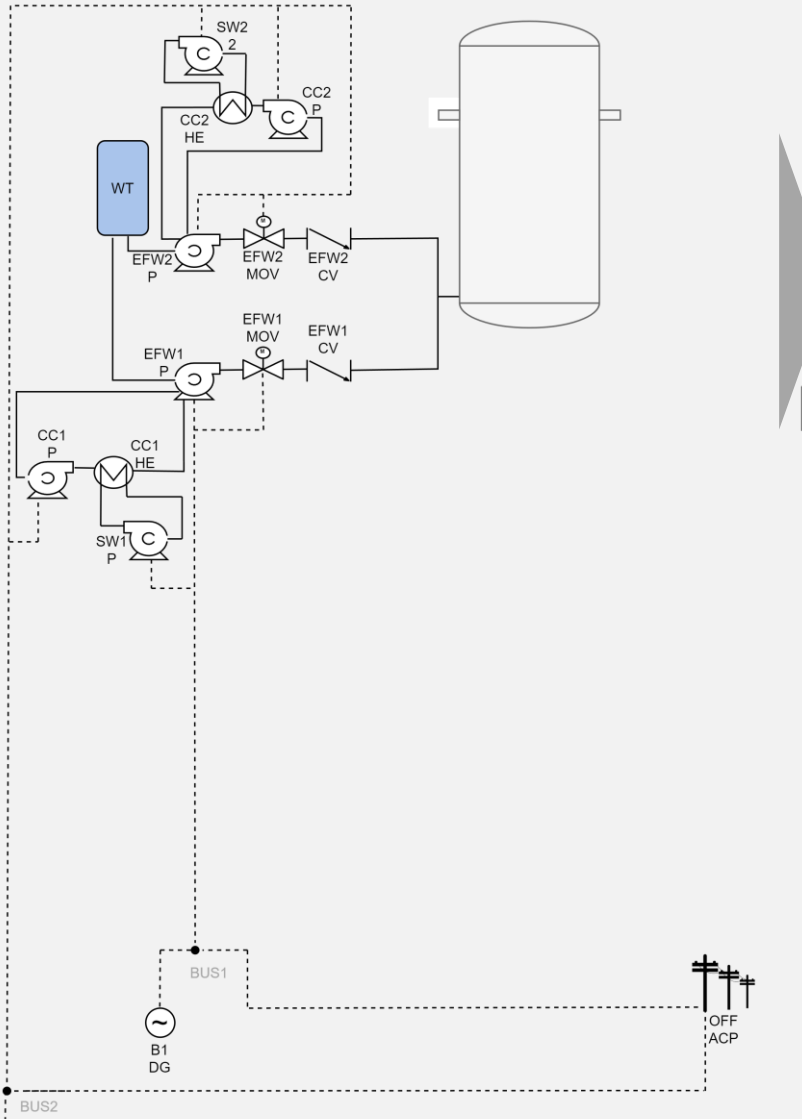 SW2
2
CC2
P
CC2
HE
WT
EFW2
P
EFW2
MOV
EFW2
CV
EFW1
MOV
EFW1
CV
EFW1
P
CC1
P
CC1
HE
SW1
P
BUS1
B1
DG
OFF
ACP
BUS2